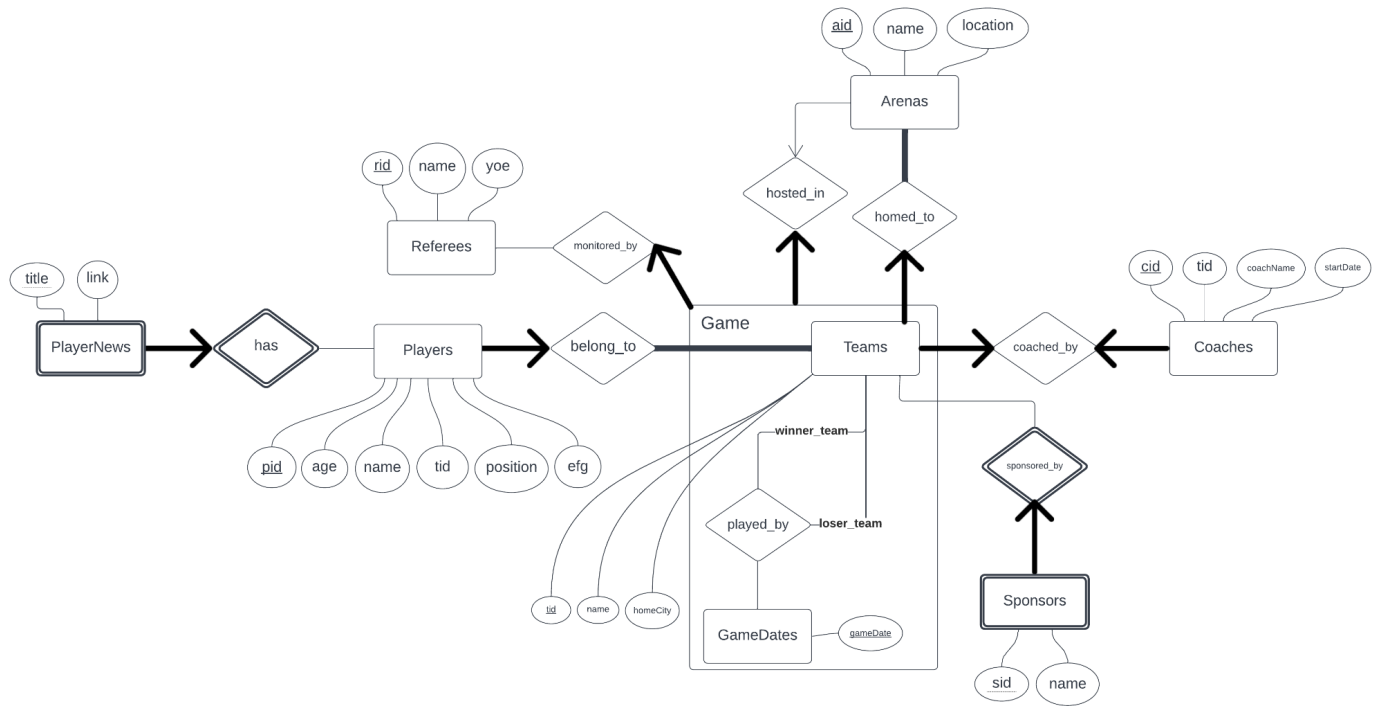 aid
name
location
Arenas
rid
name
yoe
hosted_in
homed_to
Referees
monitored_by
title
link
cid
tid
coachName
startDate
Game
PlayerNews
has
Players
belong_to
Teams
coached_by
Coaches
winner_team
pid
age
name
tid
position
efg
sponsored_by
played_by
loser_team
tid
name
homeCity
Sponsors
GameDates
gameDate
sid
name